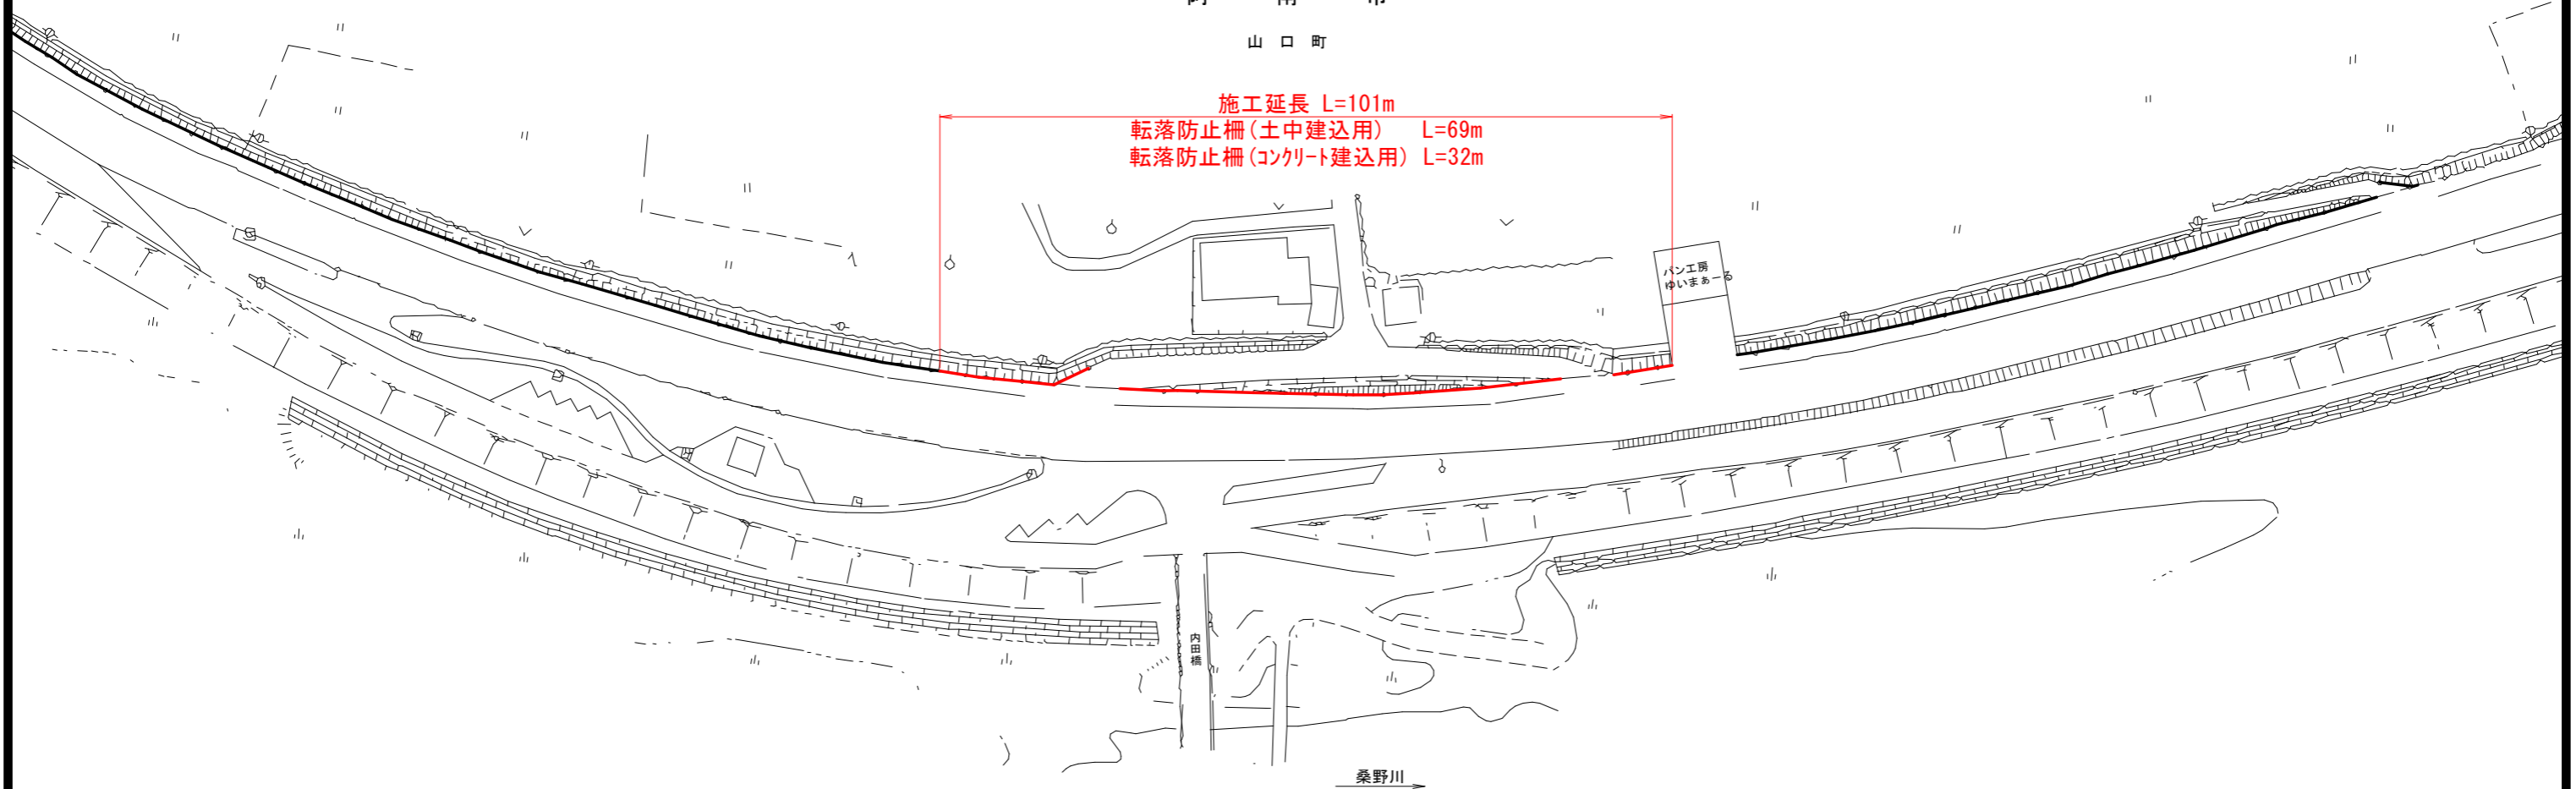 山口町
施工延長 L=101m
転落防止柵(土中建込用) L=69m
転落防止柵(コンクリート建込用) L=32m
パン工房
ゆいまぁーる
内田橋
桑野川